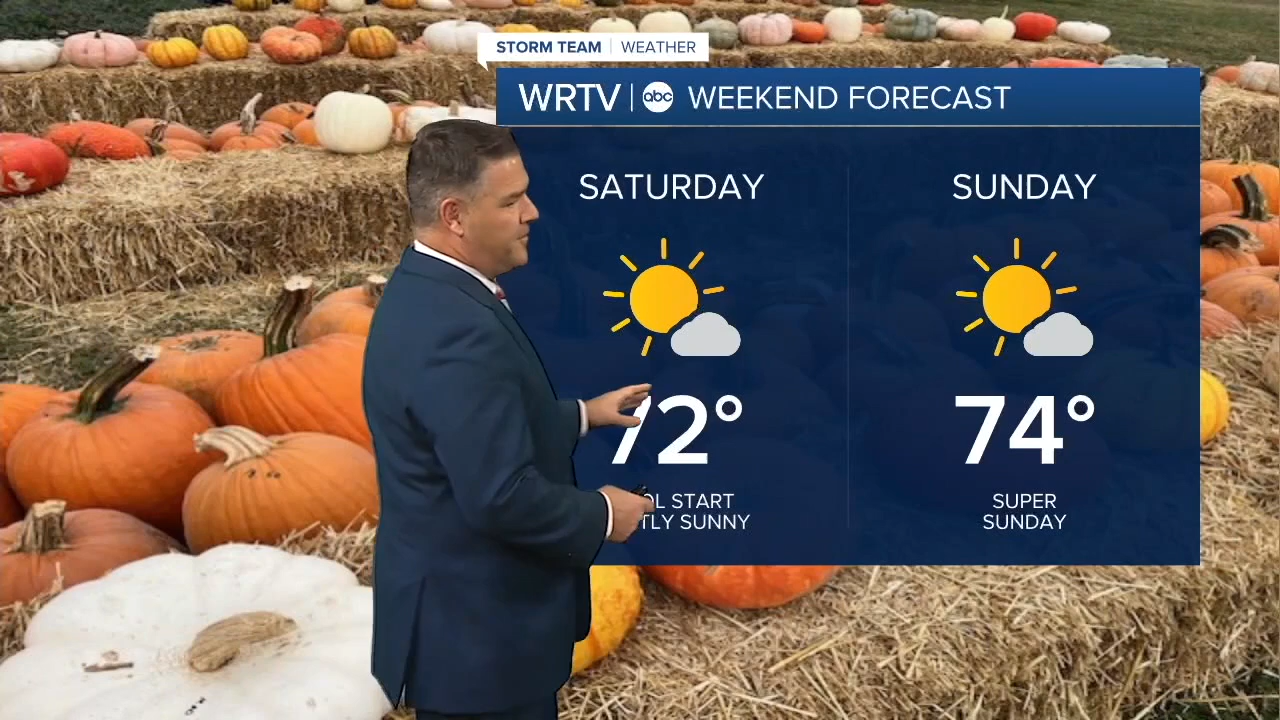 STORM TEAM | WEATHER
WRTV | abc WEEKEND FORECAST
SATURDAY
SUNDAY
72°
74°
START
SUNNY
SUPER
SUNDAY